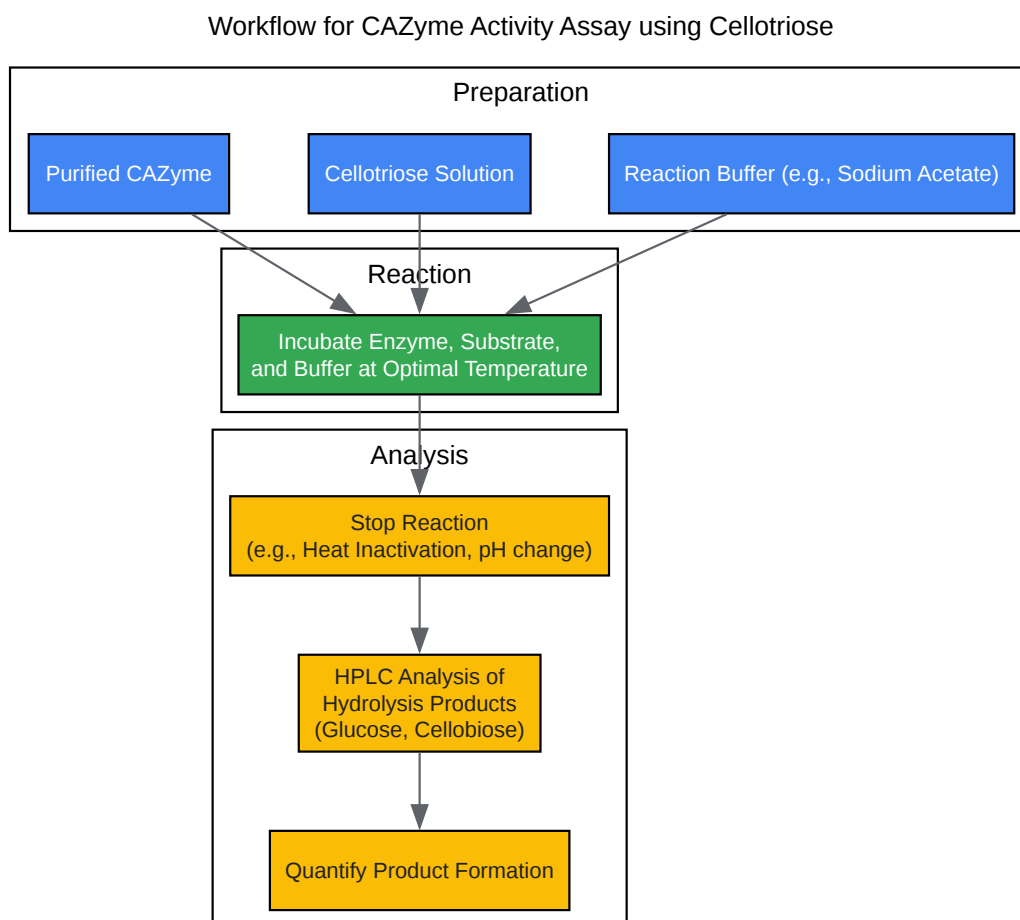 Workflow for CAZyme Activity Assay using Cellotriose
Preparation
Purified CAZyme
Cellotriose Solution
Reaction Buffer (e.g., Sodium Acetate)
Reaction
Incubate Enzyme, Substrate,
and Buffer at Optimal Temperature
Analysis
Stop Reaction
(e.g., Heat Inactivation, pH change)
HPLC Analysis of
Hydrolysis Products
(Glucose, Cellobiose)
Quantify Product Formation